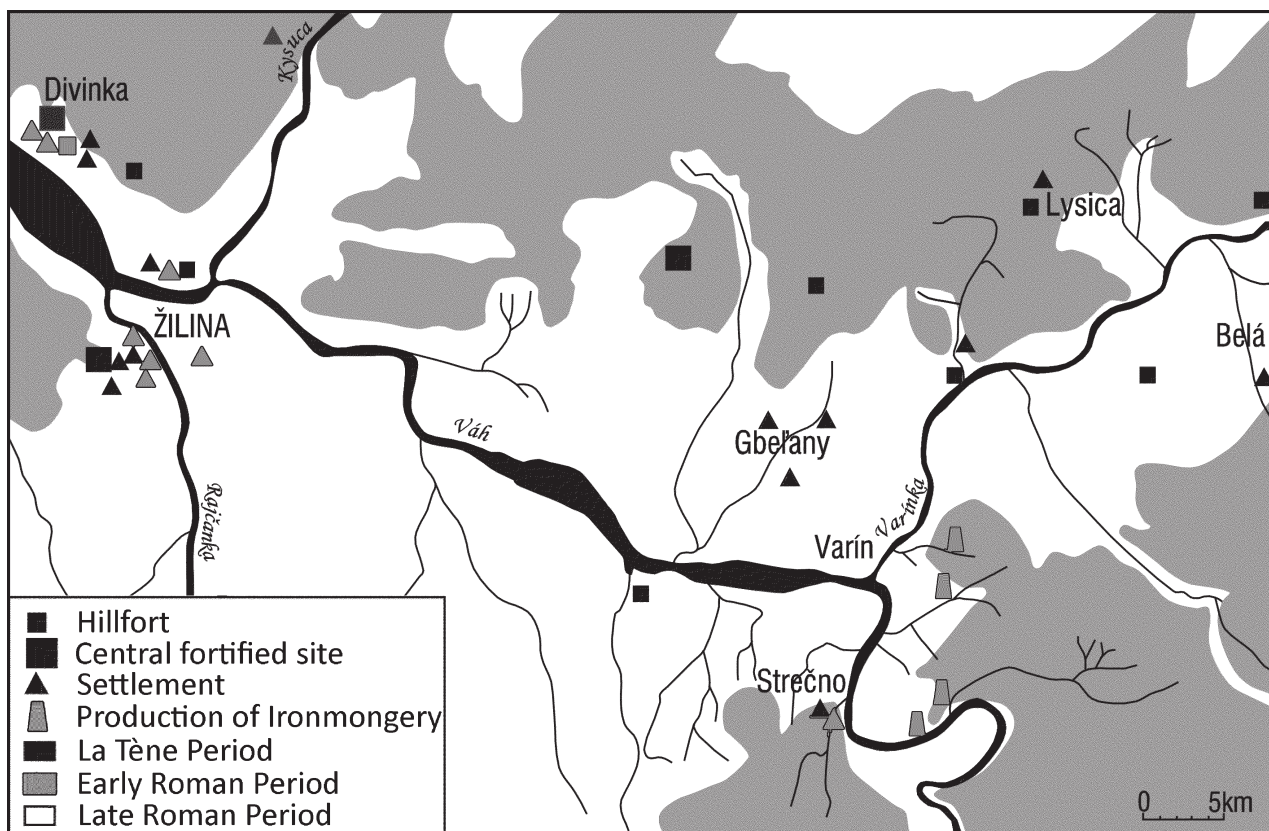 Kysuca
Divinka
Lysica
ŽILINA
Belá
Váh
Gbeľany
Rajčanka
Varínka
Varín
Strečno
Hillfort
Central fortified site
Settlement
Production of Ironmongery
La Tène Period
Early Roman Period
Late Roman Period
0 5km